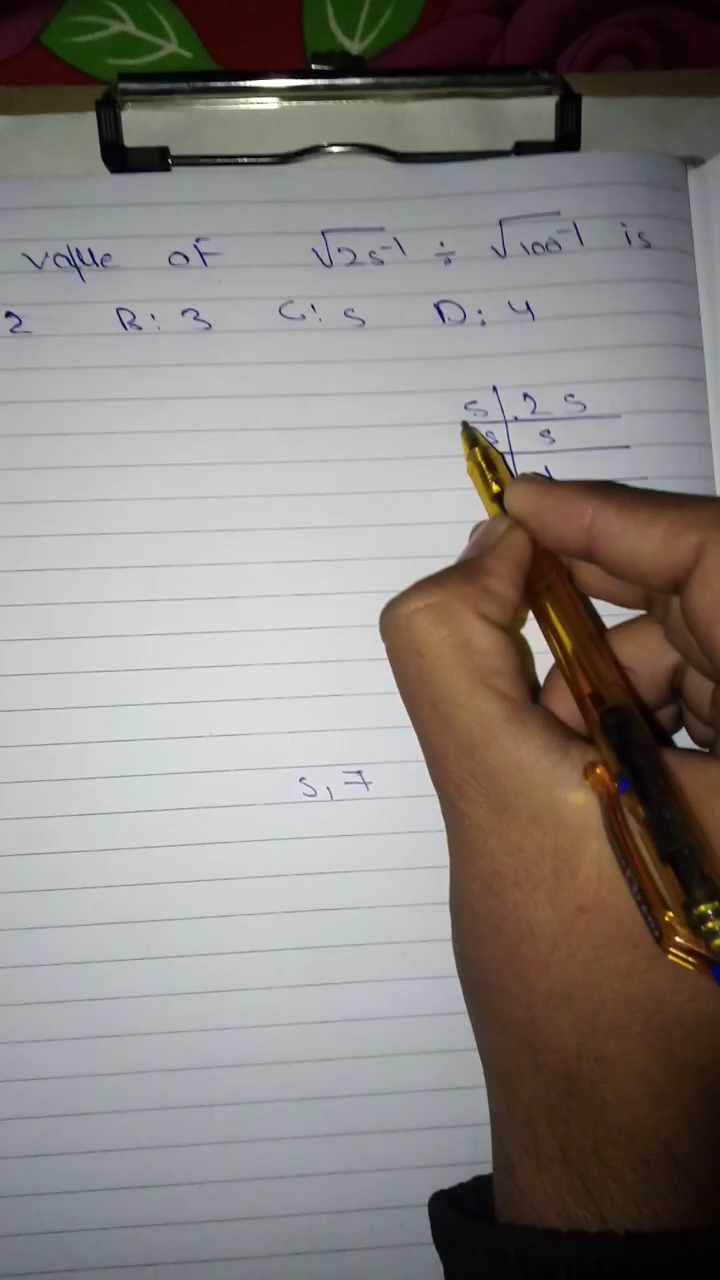 value of √25⁻¹ ÷ √100⁻¹ is
2 B: 3 C: 5 D: 4
5 | 25
5 | 5
5, 7